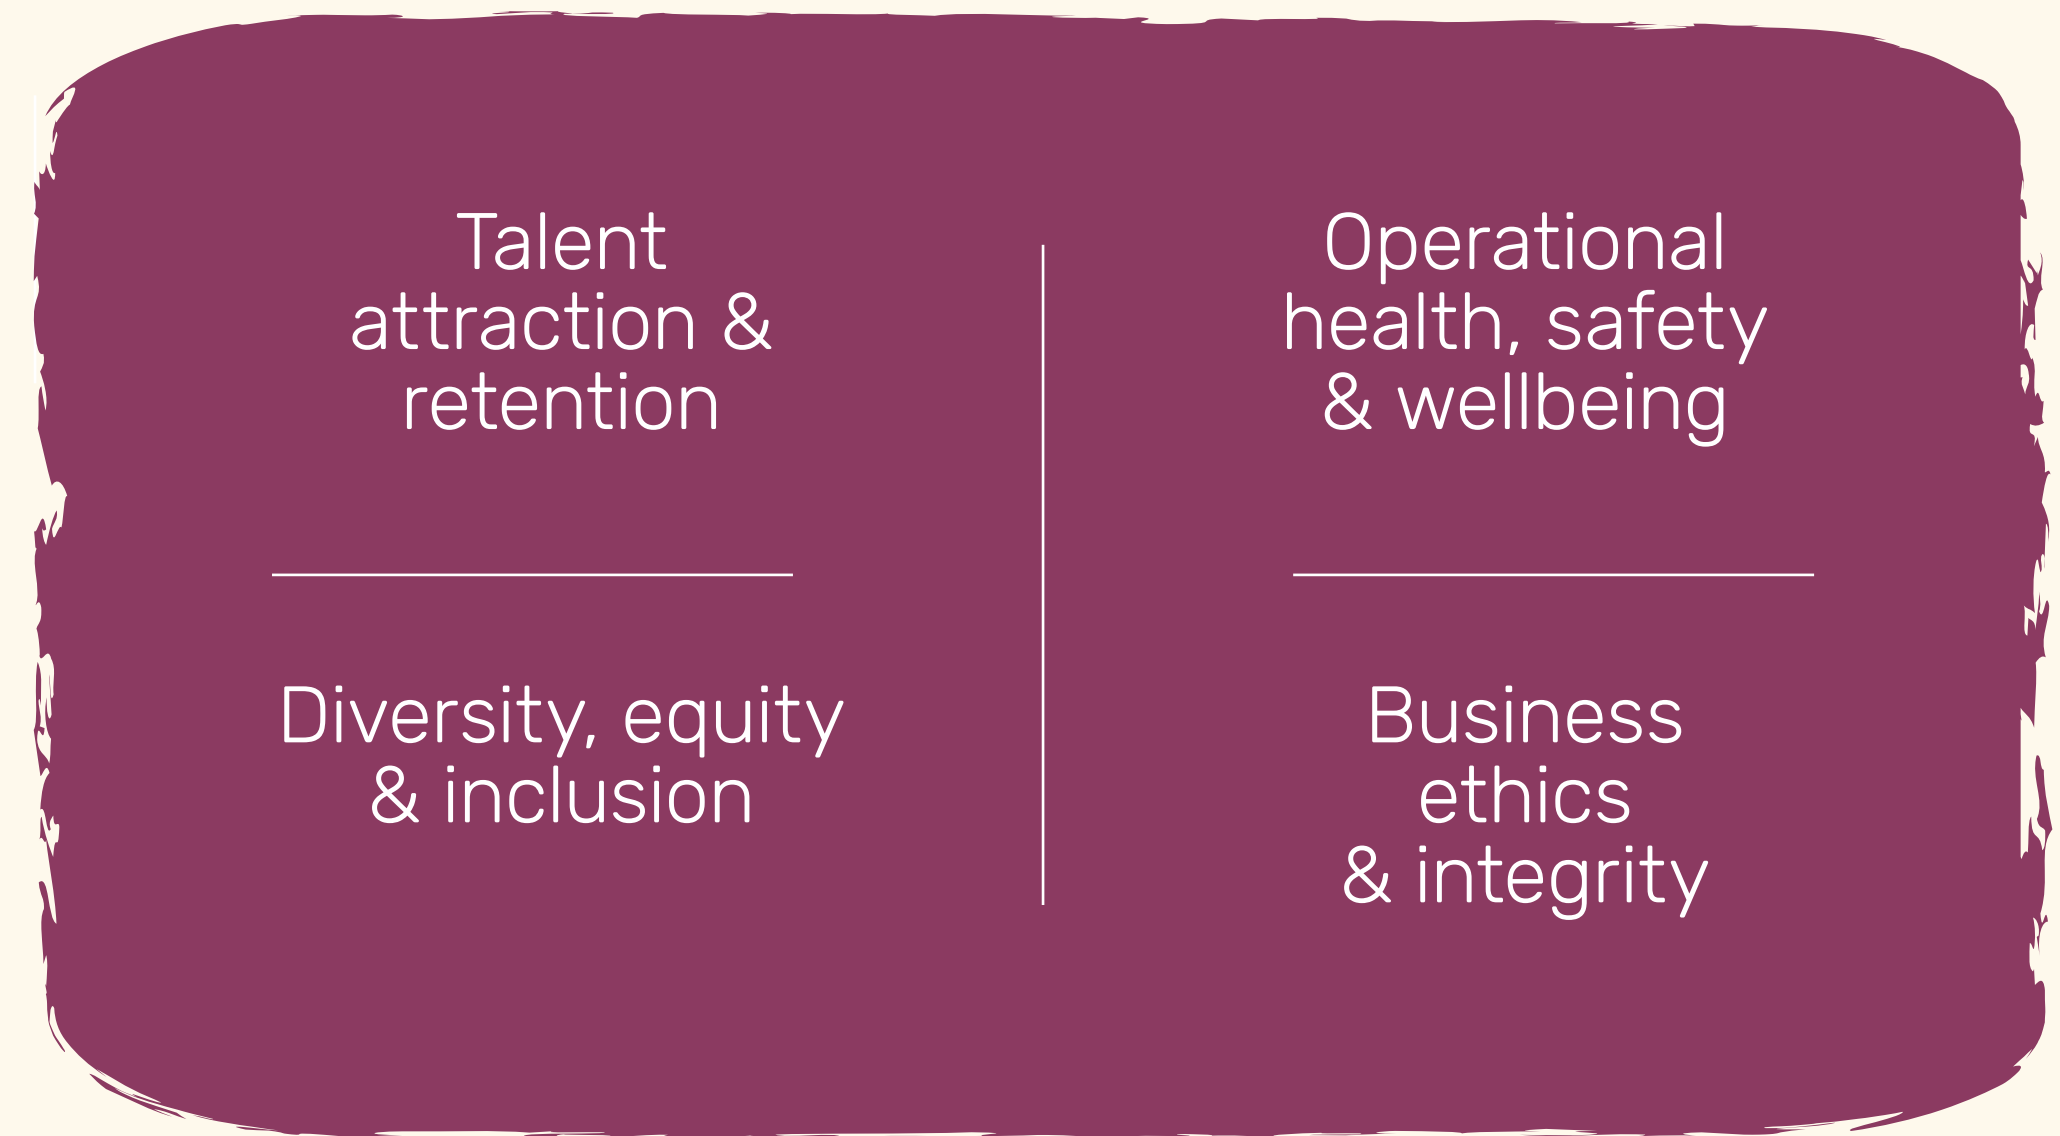 Talent
attraction &
retention
Operational
health, safety
& wellbeing
Diversity, equity
& inclusion
Business
ethics
& integrity